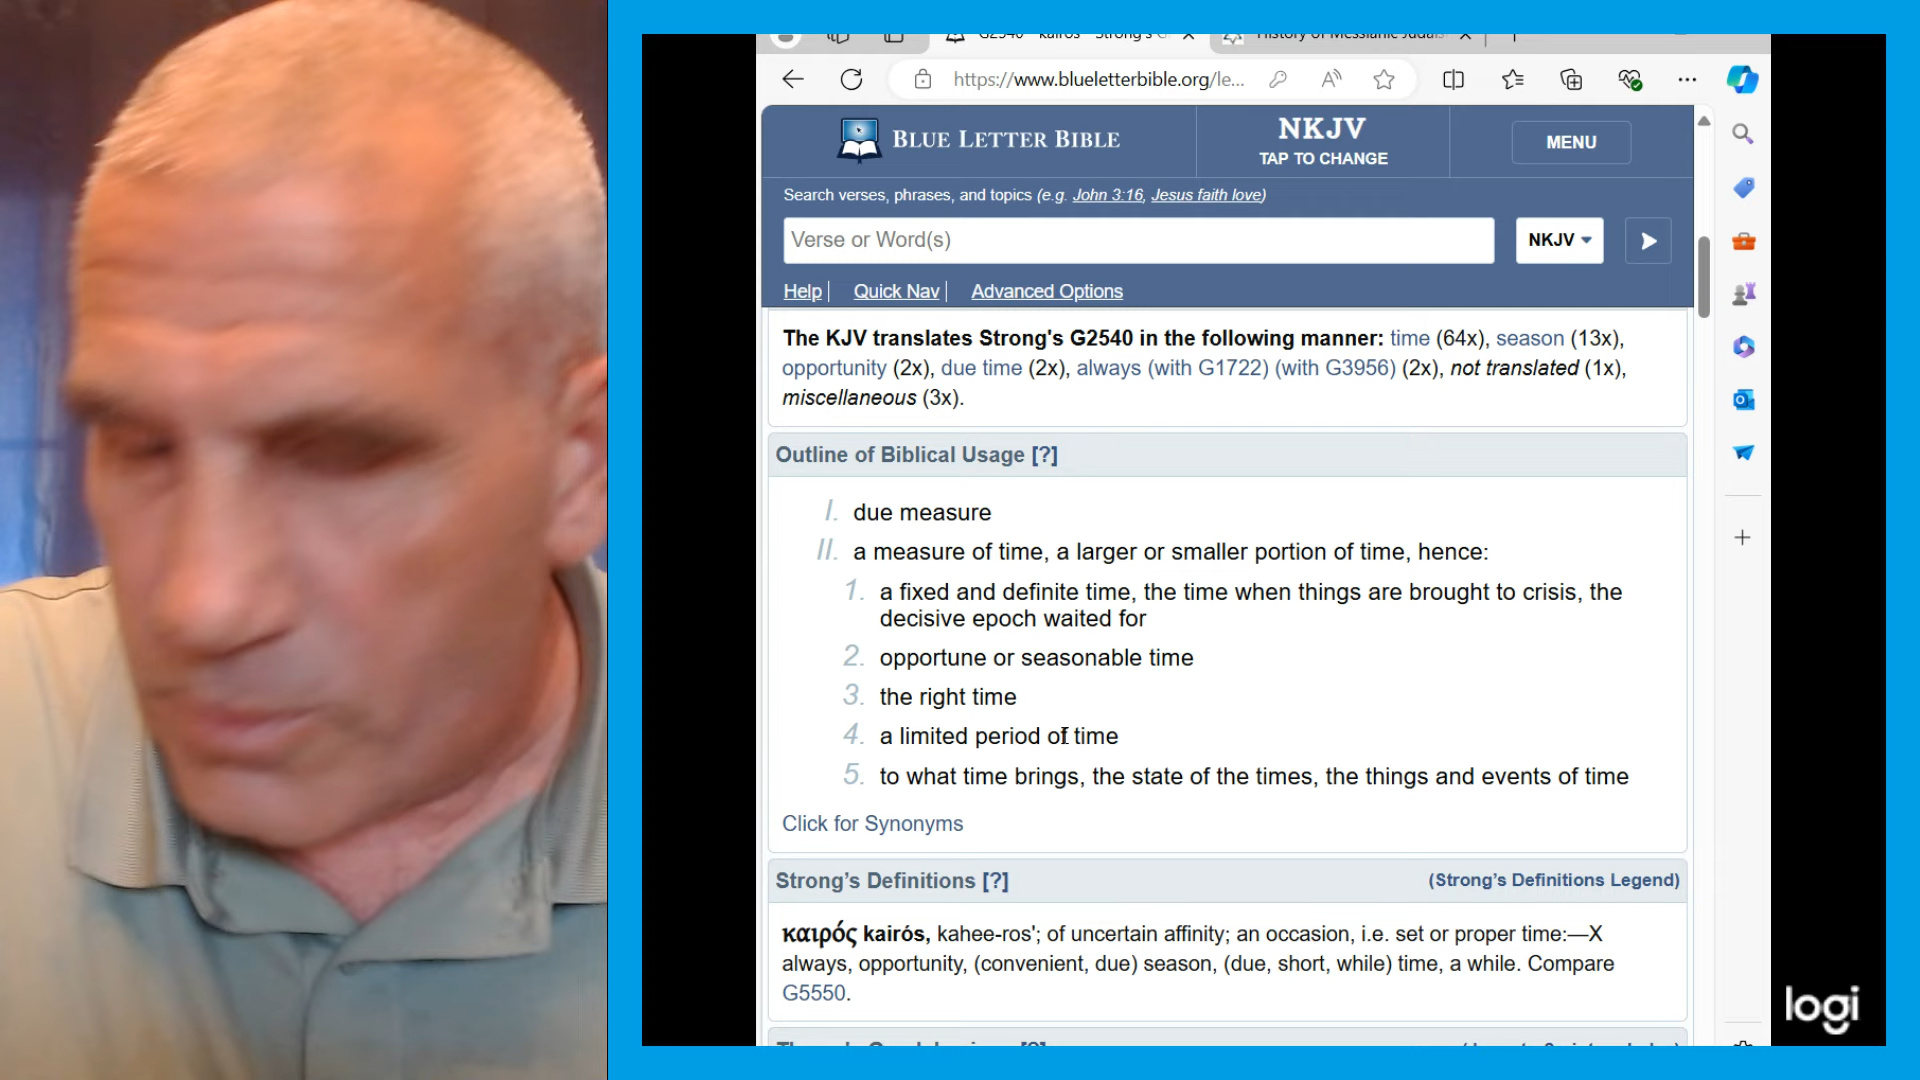 G2540 - kairos - Strong's G
History of Messianic Judais
https://www.blueletterbible.org/le...
BLUE LETTER BIBLE
NKJV
TAP TO CHANGE
MENU
Search verses, phrases, and topics (e.g. John 3:16, Jesus faith love)
Verse or Word(s)
NKJV
Help | Quick Nav | Advanced Options
The KJV translates Strong's G2540 in the following manner: time (64x), season (13x),
opportunity (2x), due time (2x), always (with G1722) (with G3956) (2x), not translated (1x),
miscellaneous (3x).
Outline of Biblical Usage [?]
I. due measure
II. a measure of time, a larger or smaller portion of time, hence:
1. a fixed and definite time, the time when things are brought to crisis, the
decisive epoch waited for
2. opportune or seasonable time
3. the right time
4. a limited period of time
5. to what time brings, the state of the times, the things and events of time
Click for Synonyms
Strong's Definitions [?]
(Strong's Definitions Legend)
καιρός kairós, kahee-ros'; of uncertain affinity; an occasion, i.e. set or proper time:—X
always, opportunity, (convenient, due) season, (due, short, while) time, a while. Compare
G5550.
logi